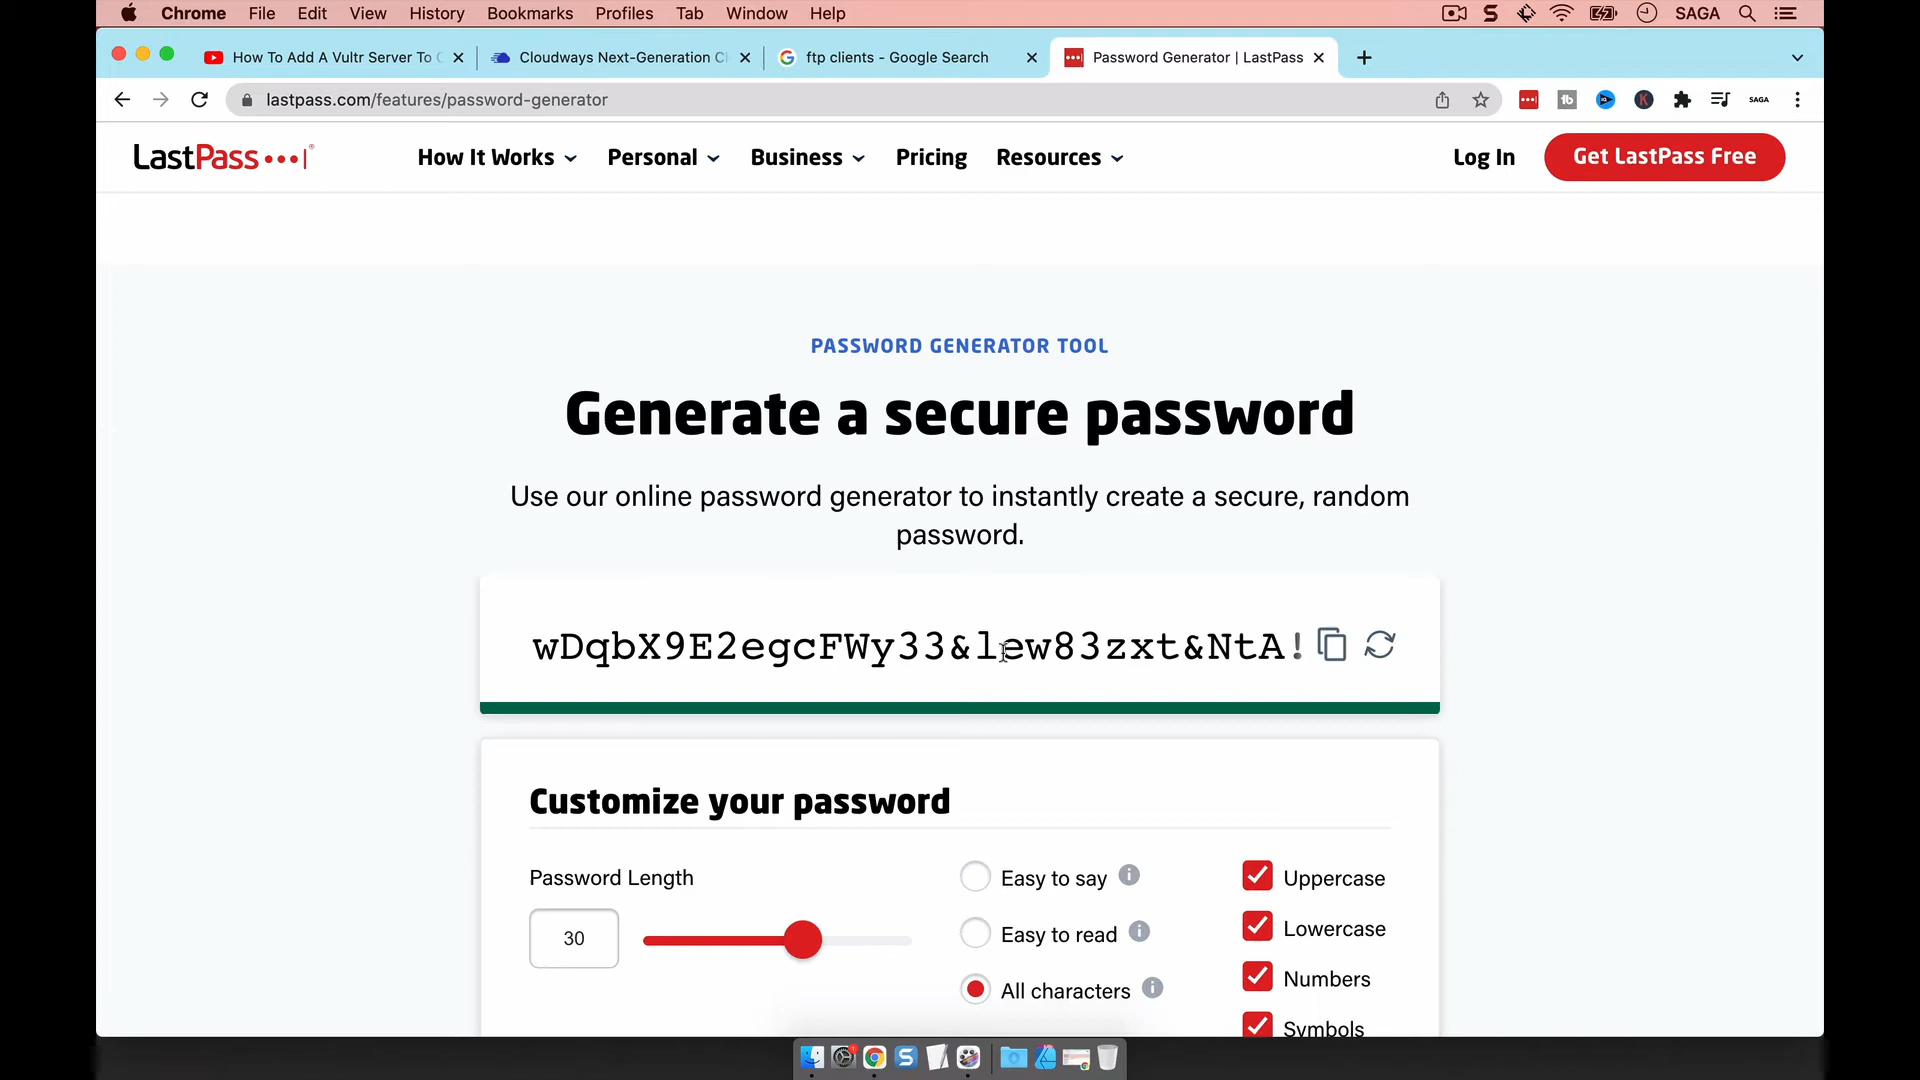 Chrome File Edit View History Bookmarks Profiles Tab Window Help SAGA
How To Add A Vultr Server To C
Cloudways Next-Generation Cl
ftp clients - Google Search
Password Generator | LastPass
lastpass.com/features/password-generator
SAGA
LastPass
How It Works Personal Business Pricing Resources Log In Get LastPass Free
PASSWORD GENERATOR TOOL
Generate a secure password
Use our online password generator to instantly create a secure, random
password.
wDqbX9E2egcFWy33&lew83zxt&NtA!
Customize your password
Password Length
30
Easy to say
Easy to read
All characters
Uppercase
Lowercase
Numbers
Symbols